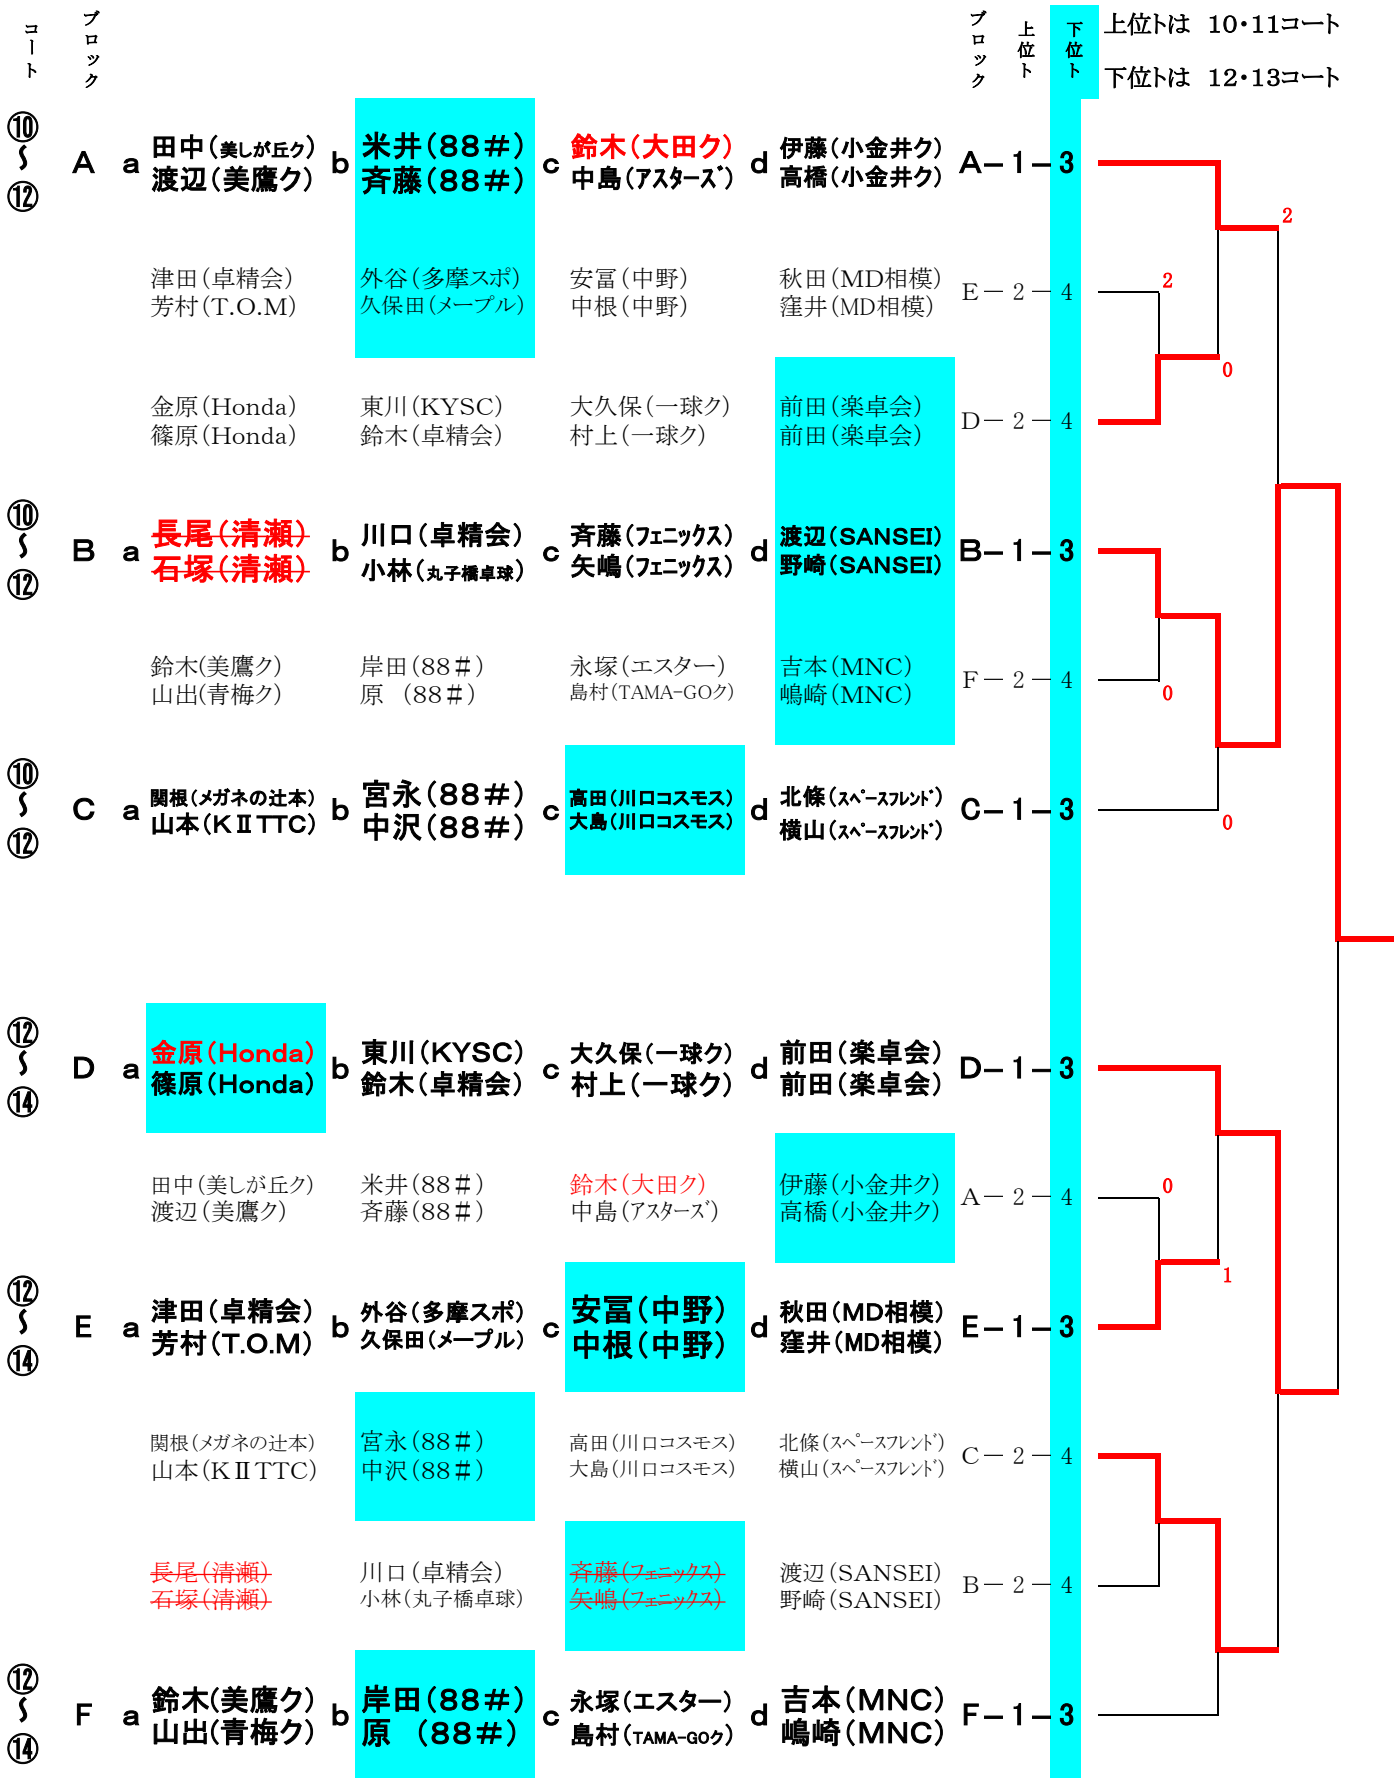 コート ブロック ブロック 上位ト 下位ト 上位トは 10・11コート
下位トは 12・13コート
⑩〜⑫ A a 田中(美しが丘ク) b 米井(88#) c 鈴木(大田ク) d 伊藤(小金井ク) A-1-3
渡辺(美鷹ク) 斉藤(88#) 中島(アスターズ) 高橋(小金井ク)
2
津田(卓精会) 外谷(多摩スポ) 安冨(中野) 秋田(MD相模) E-2-4 2
芳村(T.O.M) 久保田(メープル) 中根(中野) 窪井(MD相模)
0
金原(Honda) 東川(KYSC) 大久保(一球ク) 前田(楽卓会) D-2-4
篠原(Honda) 鈴木(卓精会) 村上(一球ク) 前田(楽卓会)
⑩〜⑫ B a 長尾(清瀬) b 川口(卓精会) c 斉藤(フェニックス) d 渡辺(SANSEI) B-1-3
石塚(清瀬) 小林(丸子橋卓球) 矢嶋(フェニックス) 野崎(SANSEI)
鈴木(美鷹ク) 岸田(88#) 永塚(エスター) 吉本(MNC) F-2-4
山出(青梅ク) 原 (88#) 島村(TAMA-GOク) 嶋崎(MNC) 0
⑩〜⑫ C a 関根(メガネの辻本) b 宮永(88#) c 高田(川口コスモス) d 北條(スペースフレンド) C-1-3
山本(KⅡTTC) 中沢(88#) 大島(川口コスモス) 横山(スペースフレンド) 0
⑫〜⑭ D a 金原(Honda) b 東川(KYSC) c 大久保(一球ク) d 前田(楽卓会) D-1-3
篠原(Honda) 鈴木(卓精会) 村上(一球ク) 前田(楽卓会)
田中(美しが丘ク) 米井(88#) 鈴木(大田ク) 伊藤(小金井ク) A-2-4 0
渡辺(美鷹ク) 斉藤(88#) 中島(アスターズ) 高橋(小金井ク)
1
⑫〜⑭ E a 津田(卓精会) b 外谷(多摩スポ) c 安冨(中野) d 秋田(MD相模) E-1-3
芳村(T.O.M) 久保田(メープル) 中根(中野) 窪井(MD相模)
関根(メガネの辻本) 宮永(88#) 高田(川口コスモス) 北條(スペースフレンド) C-2-4
山本(KⅡTTC) 中沢(88#) 大島(川口コスモス) 横山(スペースフレンド)
長尾(清瀬) 川口(卓精会) 斉藤(フェニックス) 渡辺(SANSEI) B-2-4
石塚(清瀬) 小林(丸子橋卓球) 矢嶋(フェニックス) 野崎(SANSEI)
⑫〜⑭ F a 鈴木(美鷹ク) b 岸田(88#) c 永塚(エスター) d 吉本(MNC) F-1-3
山出(青梅ク) 原 (88#) 島村(TAMA-GOク) 嶋崎(MNC)